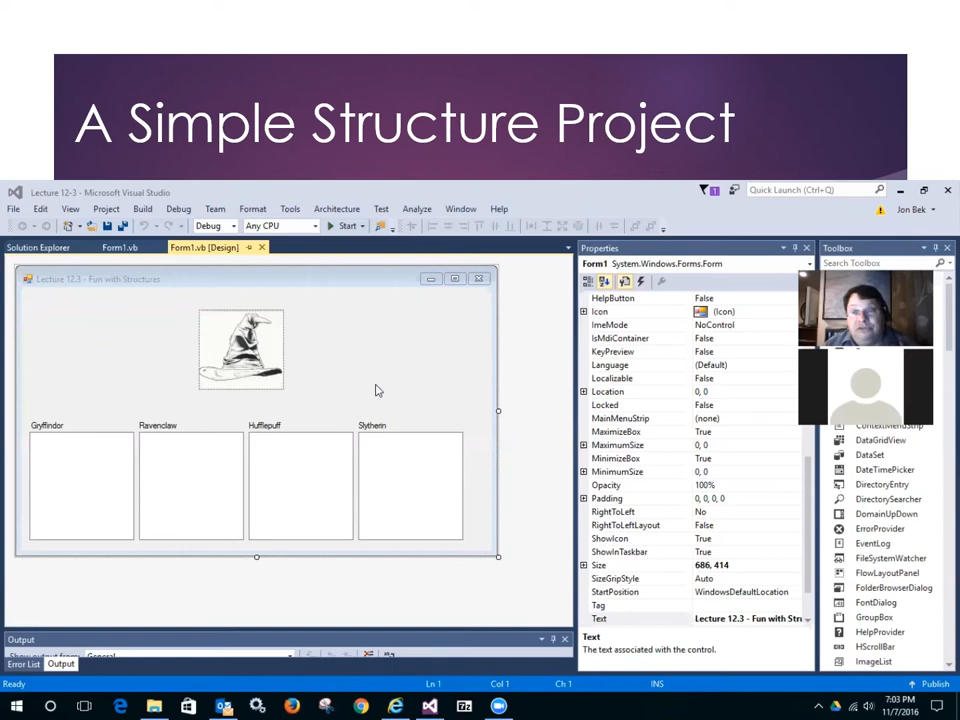 A Simple Structure Project
Lecture 12-3 - Microsoft Visual Studio
1
Quick Launch (Ctrl+Q)
File Edit View Project Build Debug Team Format Tools Architecture Test Analyze Window Help
Jon Bek
Debug Any CPU Start
Solution Explorer Form1.vb Form1.vb [Design]
Properties
Toolbox
Form1 System.Windows.Forms.Form
Search Toolbox
Lecture 12.3 - Fun with Structures
HelpButton False
Icon (Icon)
ImeMode NoControl
IsMdiContainer False
KeyPreview False
Language (Default)
Localizable False
Location 0, 0
Locked False
MainMenuStrip (none)
MaximizeBox True
MaximumSize 0, 0
MinimizeBox True
MinimumSize 0, 0
Opacity 100%
Padding 0, 0, 0, 0
RightToLeft No
RightToLeftLayout False
ShowIcon True
ShowInTaskbar True
Size 686, 414
SizeGripStyle Auto
StartPosition WindowsDefaultLocation
Tag
Text Lecture 12.3 - Fun with Stru
Text
The text associated with the control.
ContextMenuStrip
DataGridView
DataSet
DateTimePicker
DirectoryEntry
DirectorySearcher
DomainUpDown
ErrorProvider
EventLog
FileSystemWatcher
FlowLayoutPanel
FolderBrowserDialog
FontDialog
GroupBox
HelpProvider
HScrollBar
ImageList
Gryffindor Ravenclaw Hufflepuff Slytherin
Output
Show output from: General
Error List Output
Ready Ln 1 Col 1 Ch 1 INS Publish
7:03 PM
11/7/2016